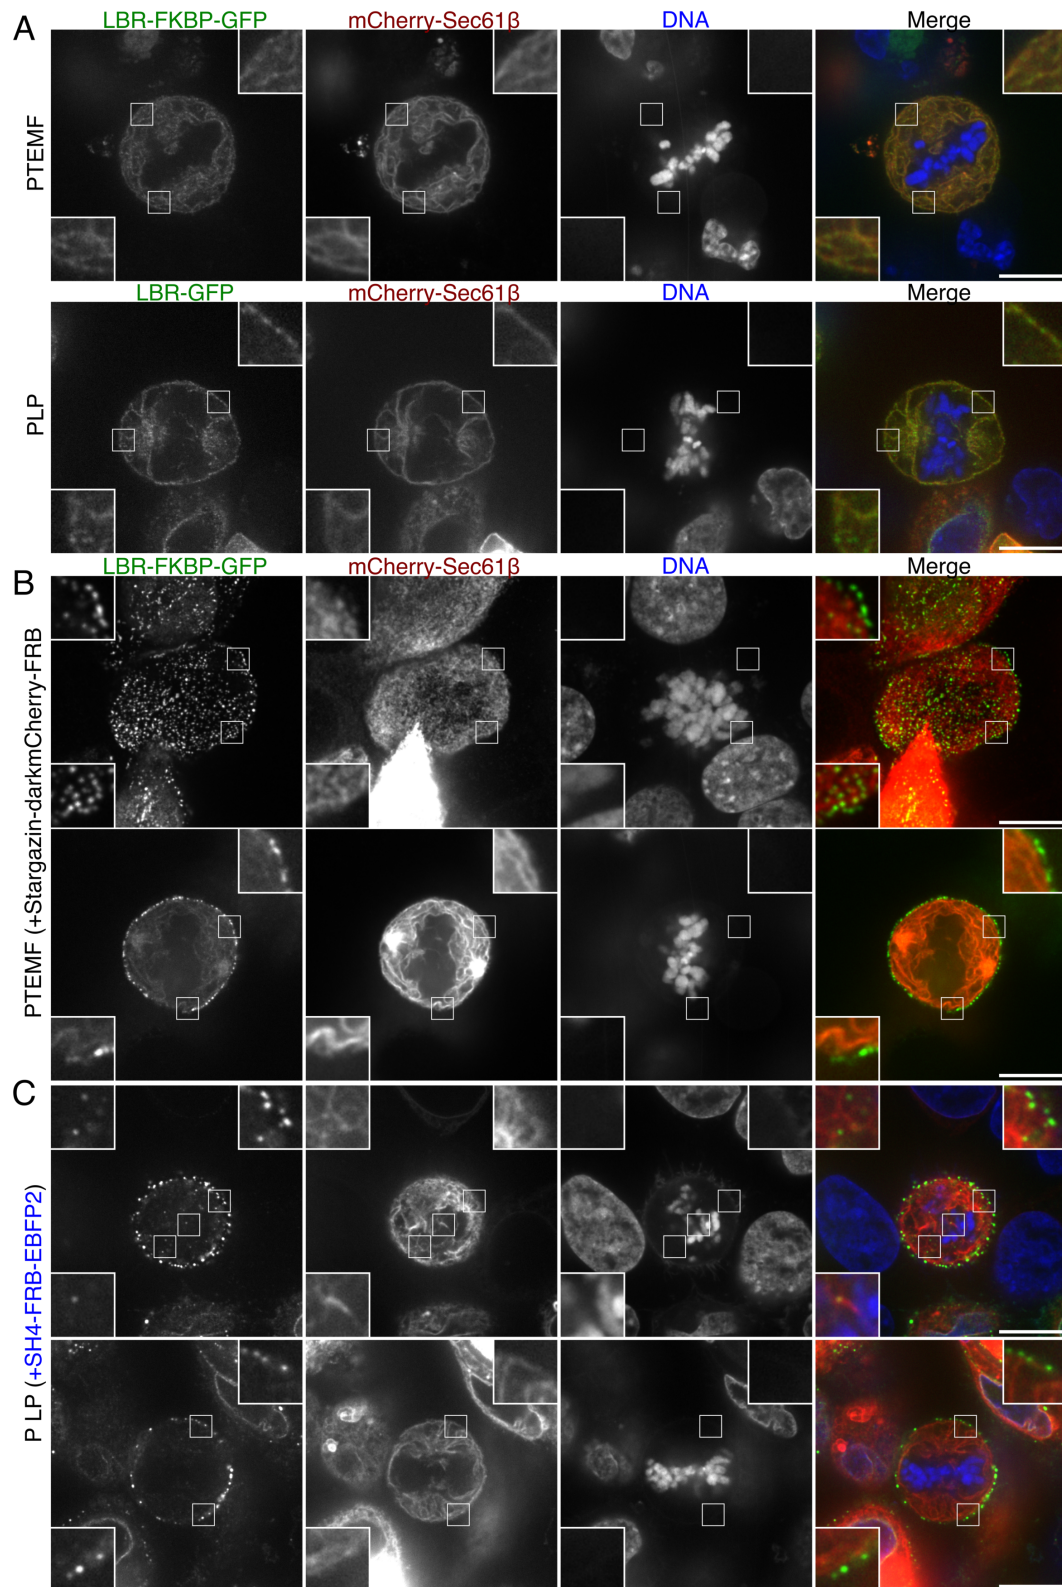 A
LBR-FKBP-GFP mCherry-Sec61β DNA Merge
PTEMF
LBR-GFP mCherry-Sec61β DNA Merge
PLP
B
LBR-FKBP-GFP mCherry-Sec61β DNA Merge
PTEMF (+Stargazin-darkmCherry-FRB
C
P LP (+SH4-FRB-EBFP2)